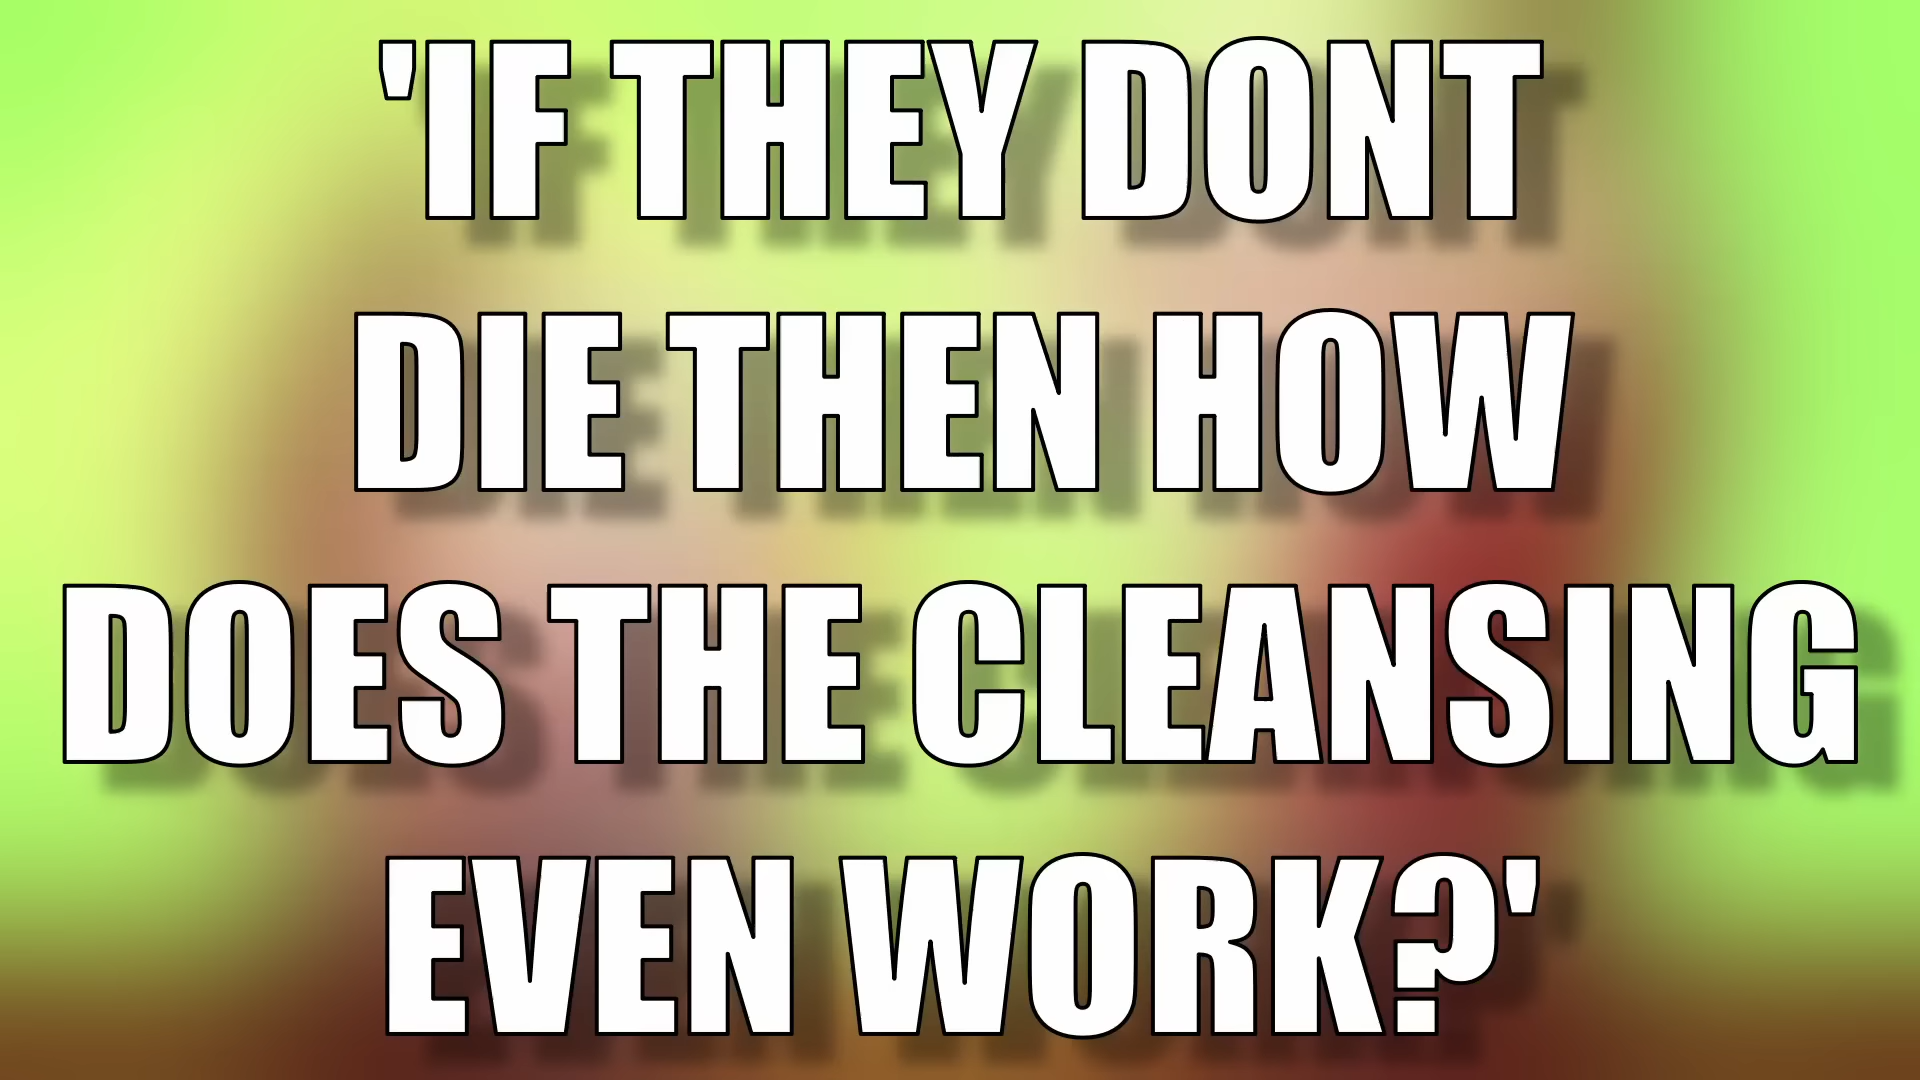 'IF THEY DONT
DIE THEN HOW
DOES THE CLEANSING
EVEN WORK?'